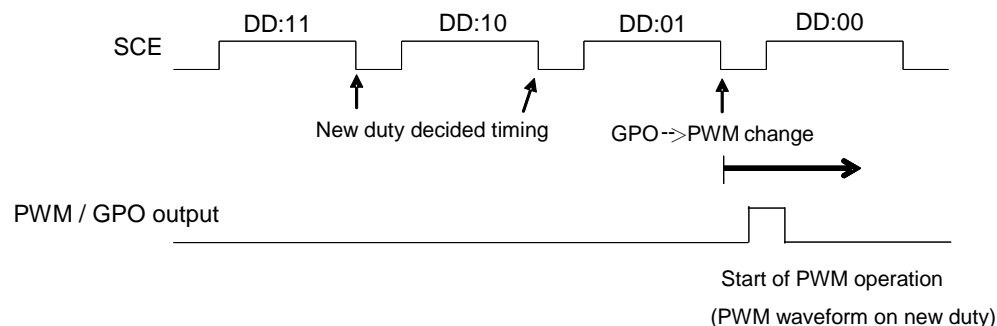 DD:11 DD:10 DD:01 DD:00
SCE
New duty decided timing
GPO-->PWM change
PWM / GPO output
Start of PWM operation
(PWM waveform on new duty)